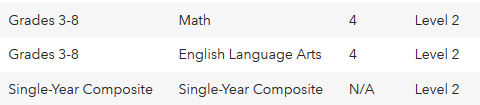 Grades 3-8 Math 4 Level 2
Grades 3-8 English Language Arts 4 Level 2
Single-Year Composite Single-Year Composite N/A Level 2